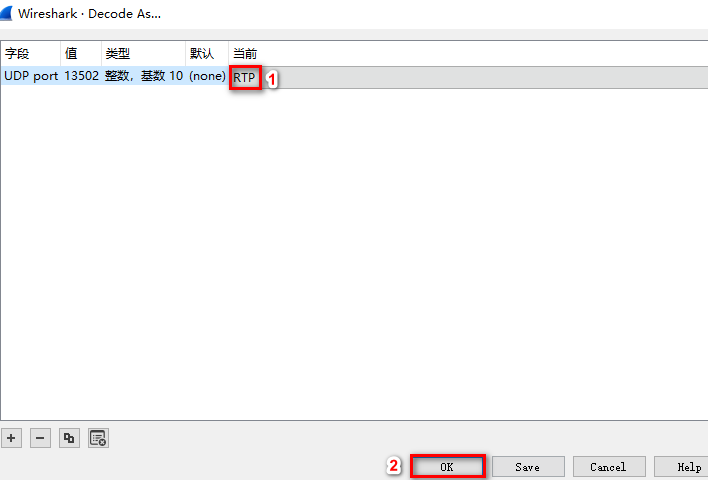 Wireshark · Decode As...
字段 值 类型 默认 当前
UDP port 13502 整数，基数 10 (none) RTP 1
2 OK Save Cancel Help